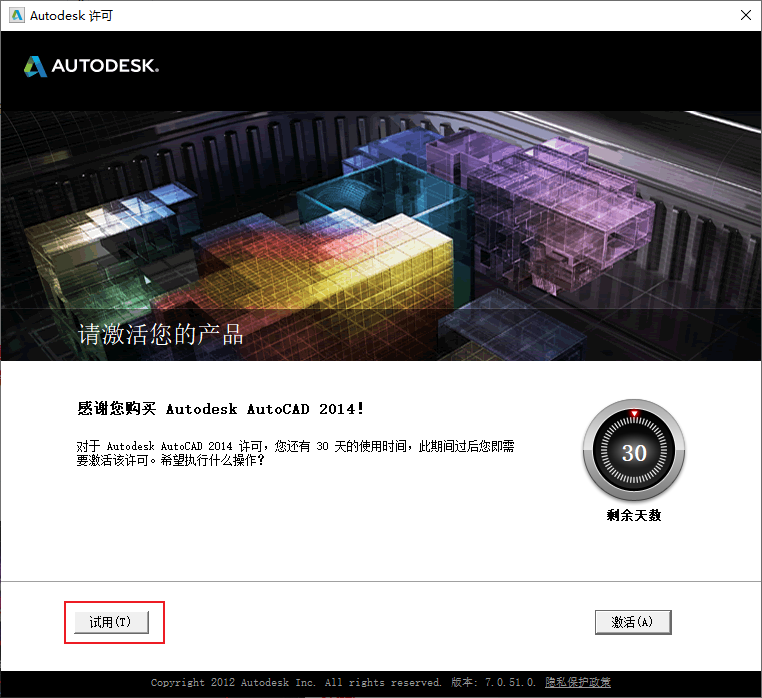 Autodesk 许可
AUTODESK.
请激活您的产品
感谢您购买 Autodesk AutoCAD 2014!
对于 Autodesk AutoCAD 2014 许可，您还有 30 天的使用时间，此期间过后您即需
要激活该许可。希望执行什么操作?
30
剩余天数
试用(T)
激活(A)
Copyright 2012 Autodesk Inc. All rights reserved. 版本: 7.0.51.0. 隐私保护政策